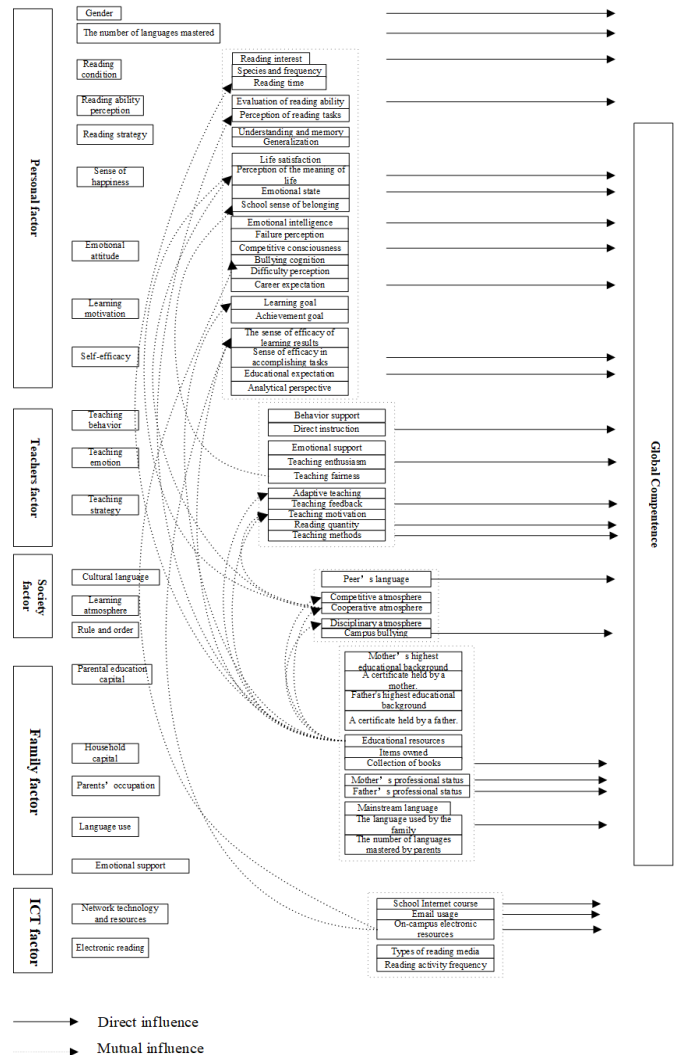 Gender
The number of languages mastered
Reading
condition
Reading ability
perception
Reading strategy
Sense of
happiness
Emotional
attitude
Learning
motivation
Self-efficacy
Personal factor
Reading interest
Species and frequency
Reading time
Evaluation of reading ability
Perception of reading tasks
Understanding and memory
Generalization
Life satisfaction
Perception of the meaning of
life
Emotional state
School sense of belonging
Emotional intelligence
Failure perception
Competitive consciousness
Bullying cognition
Difficulty perception
Career expectation
Learning goal
Achievement goal
The sense of efficacy of
learning results
Sense of efficacy in
accomplishing tasks
Educational expectation
Analytical perspective
Teachers factor
Teaching
behavior
Teaching
emotion
Teaching
strategy
Behavior support
Direct instruction
Emotional support
Teaching enthusiasm
Teaching fairness
Adaptive teaching
Teaching feedback
Teaching motivation
Reading quantity
Teaching methods
Society
factor
Cultural language
Learning
atmosphere
Rule and order
Peer’s language
Competitive atmosphere
Cooperative atmosphere
Disciplinary atmosphere
Campus bullying
Family factor
Parental education
capital
Household
capital
Parents’ occupation
Language use
Emotional support
Mother’s highest
educational background
A certificate held by a
mother.
Father's highest educational
background
A certificate held by a father.
Educational resources
Items owned
Collection of books
Mother’s professional status
Father’s professional status
Mainstream language
The language used by the
family
The number of languages
mastered by parents
ICT factor
Network technology
and resources
Electronic reading
School Internet course
Email usage
On-campus electronic
resources
Types of reading media
Reading activity frequency
Global Compentence
Direct influence
Mutual influence